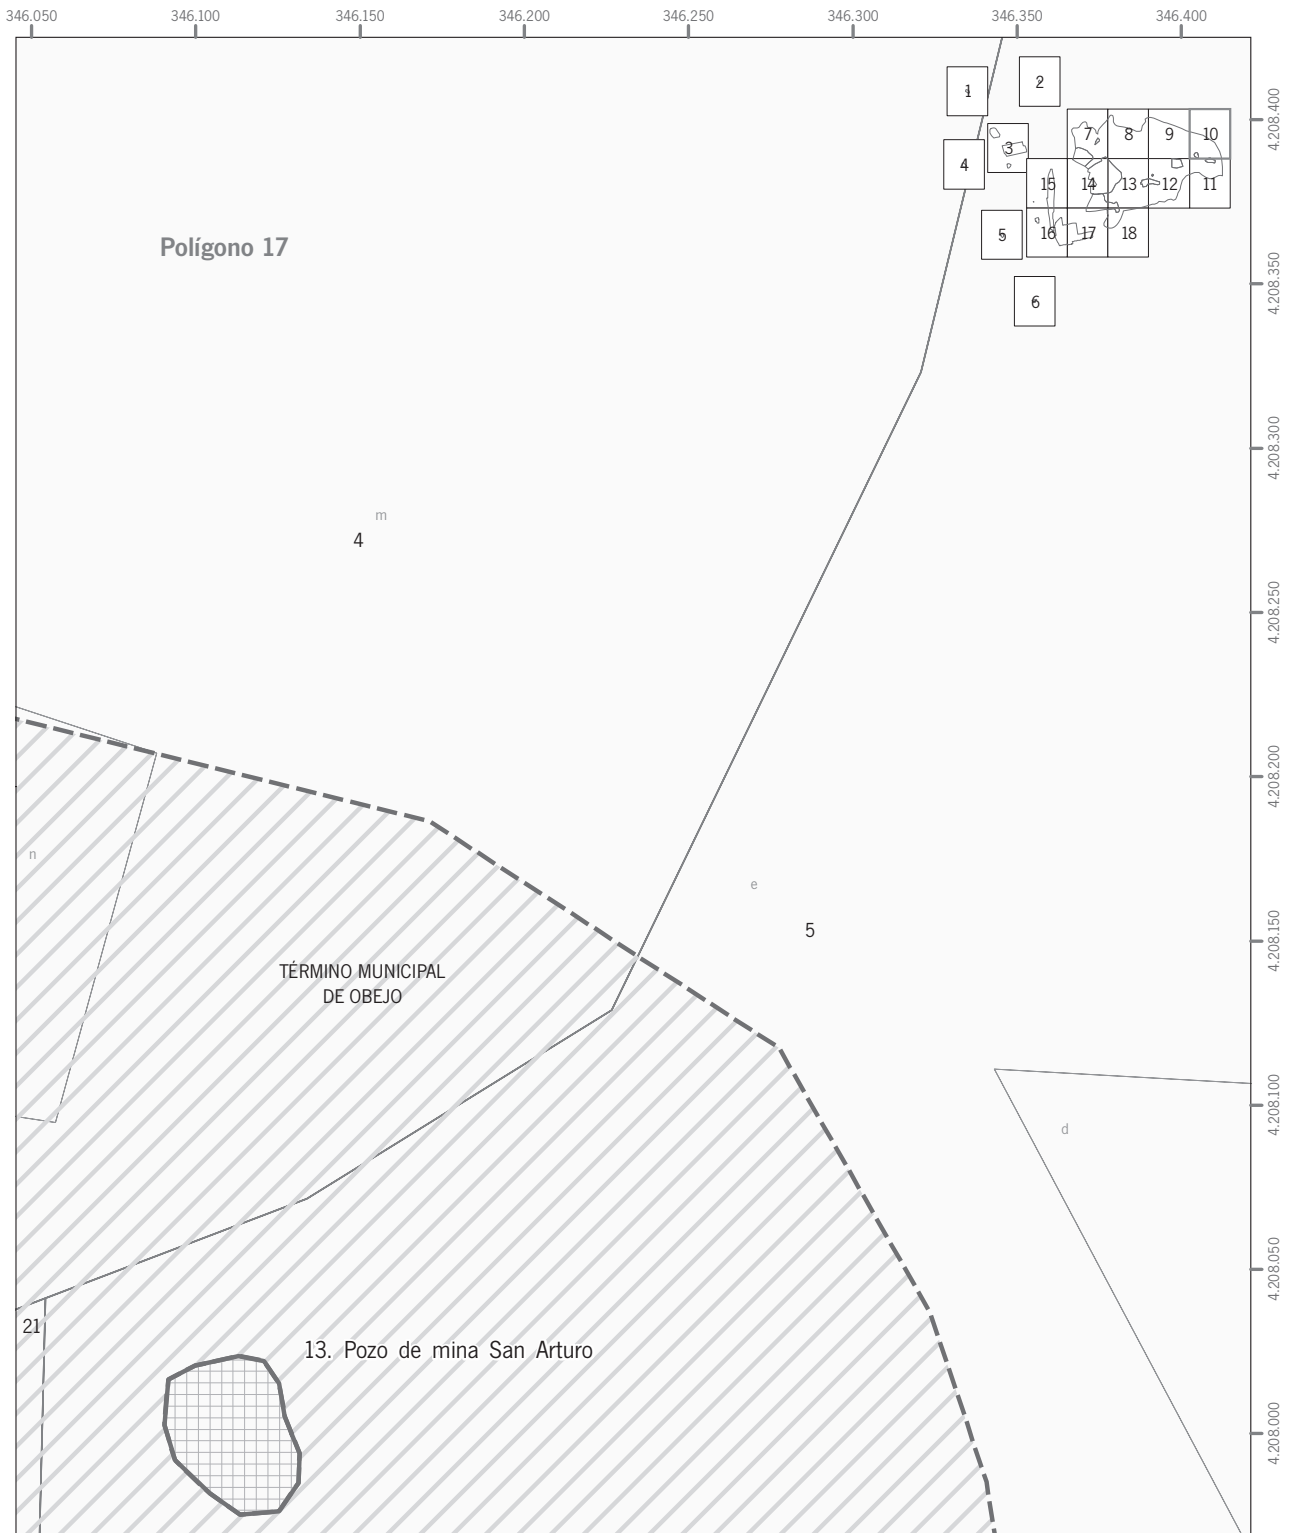 346.050 346.100 346.150 346.200 346.250 346.300 346.350 346.400
1 2
4.208.400
7 8 9 10
3
4
15 14 13 12 11
5 16 17 18
Polígono 17
4.208.350
6
4.208.300
m
4
4.208.250
4.208.200
n
e
5
4.208.150
TÉRMINO MUNICIPAL
DE OBEJO
4.208.100
d
4.208.050
21
13. Pozo de mina San Arturo
4.208.000